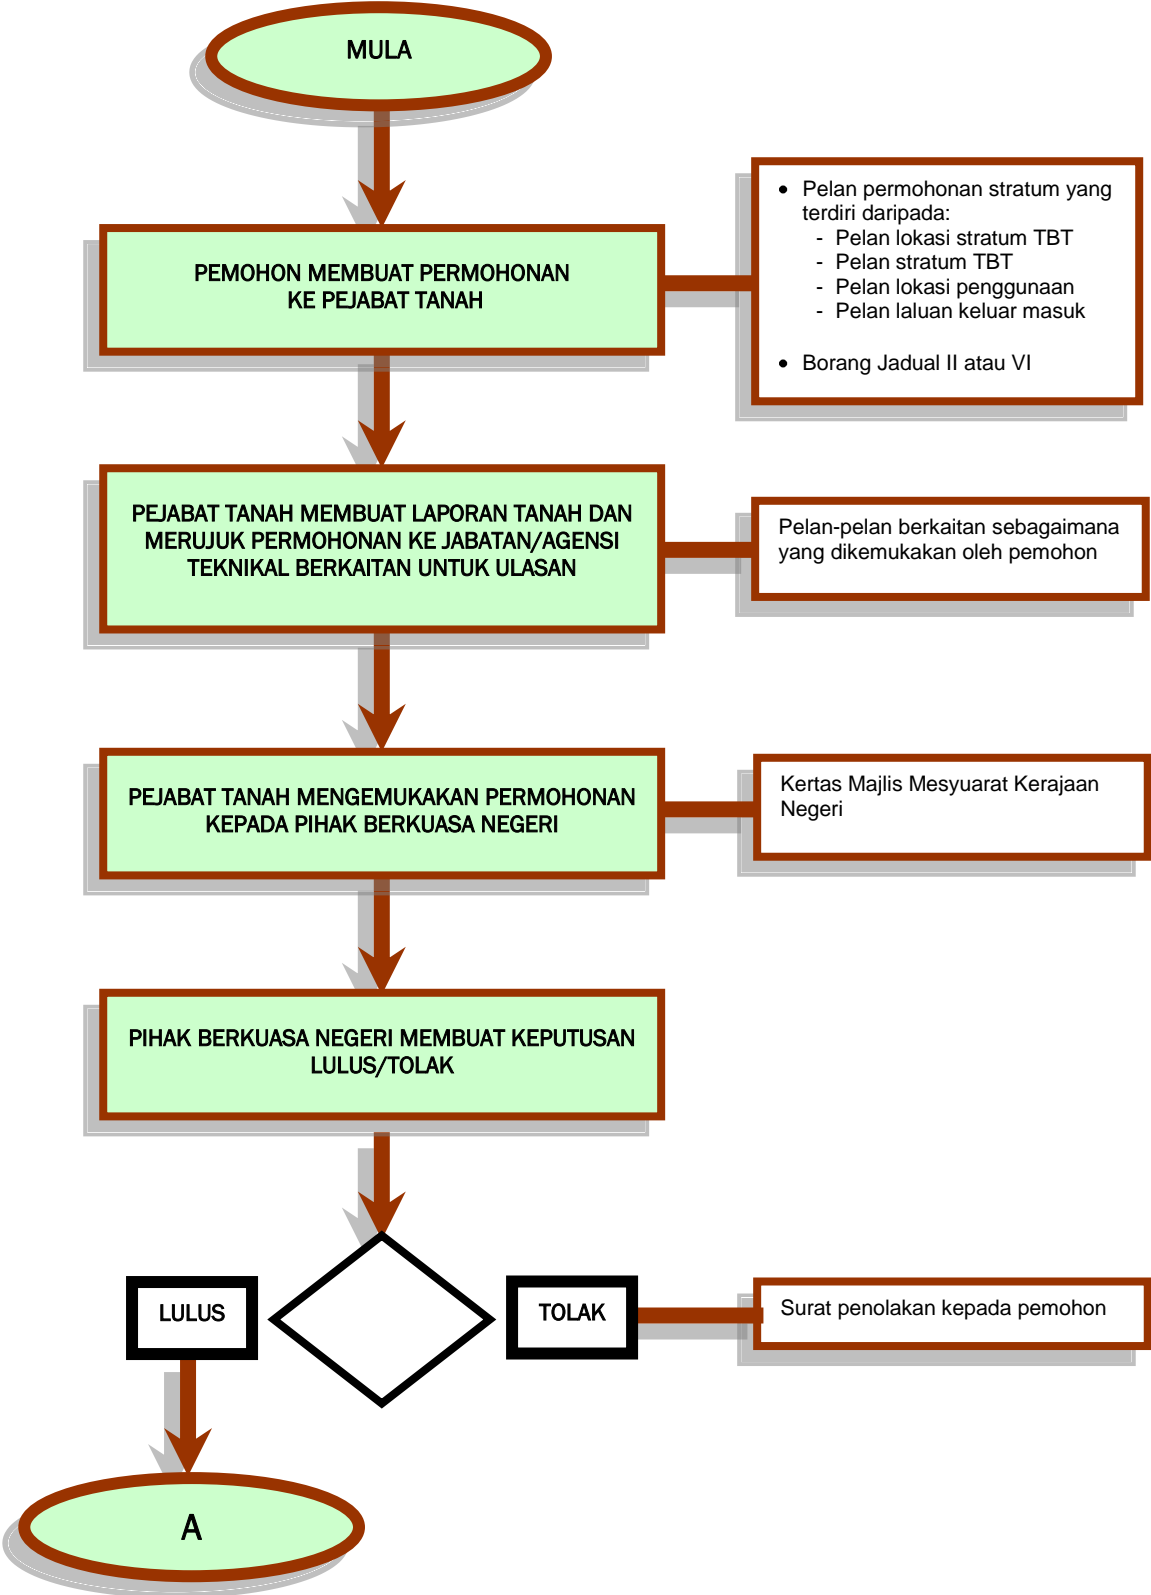 MULA
PEMOHON MEMBUAT PERMOHONAN
KE PEJABAT TANAH
• Pelan permohonan stratum yang
terdiri daripada:
- Pelan lokasi stratum TBT
- Pelan stratum TBT
- Pelan lokasi penggunaan
- Pelan laluan keluar masuk
• Borang Jadual II atau VI
PEJABAT TANAH MEMBUAT LAPORAN TANAH DAN
MERUJUK PERMOHONAN KE JABATAN/AGENSI
TEKNIKAL BERKAITAN UNTUK ULASAN
Pelan-pelan berkaitan sebagaimana
yang dikemukakan oleh pemohon
PEJABAT TANAH MENGEMUKAKAN PERMOHONAN
KEPADA PIHAK BERKUASA NEGERI
Kertas Majlis Mesyuarat Kerajaan
Negeri
PIHAK BERKUASA NEGERI MEMBUAT KEPUTUSAN
LULUS/TOLAK
LULUS
TOLAK
Surat penolakan kepada pemohon
A